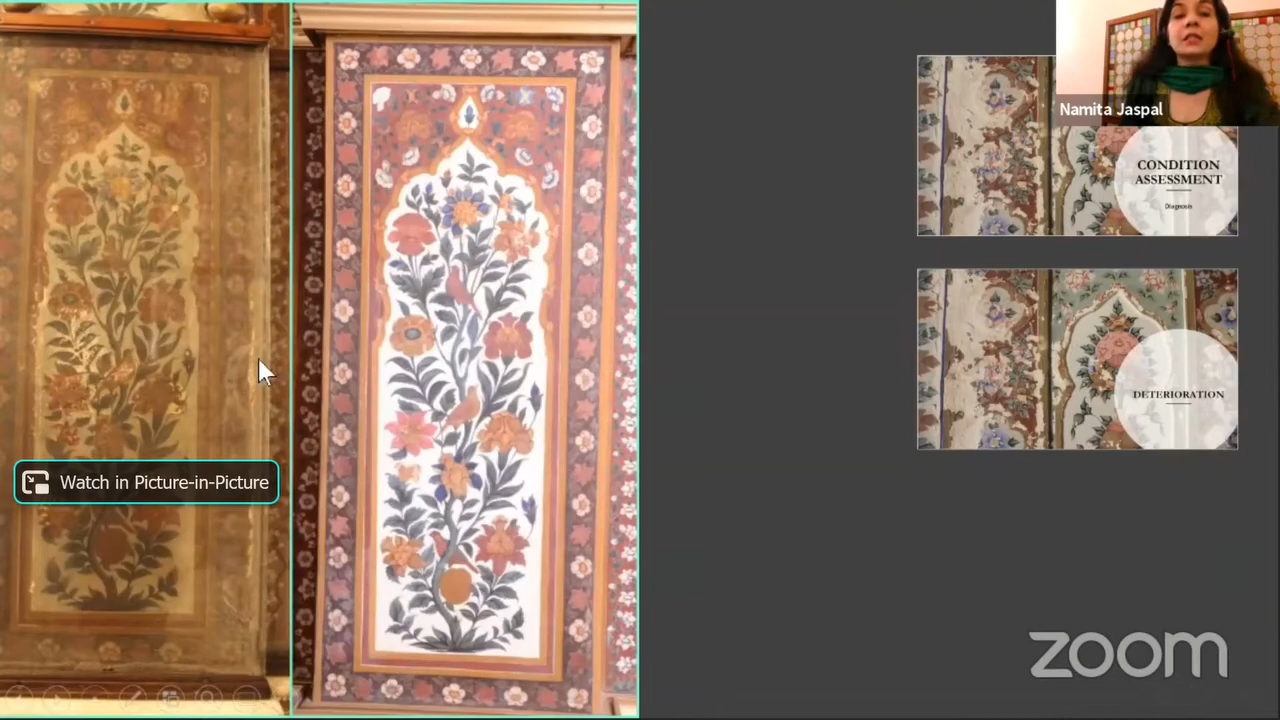 Namita Jaspal
CONDITION
ASSESSMENT
Diagnosis
DETERIORATION
Watch in Picture-in-Picture
zoom